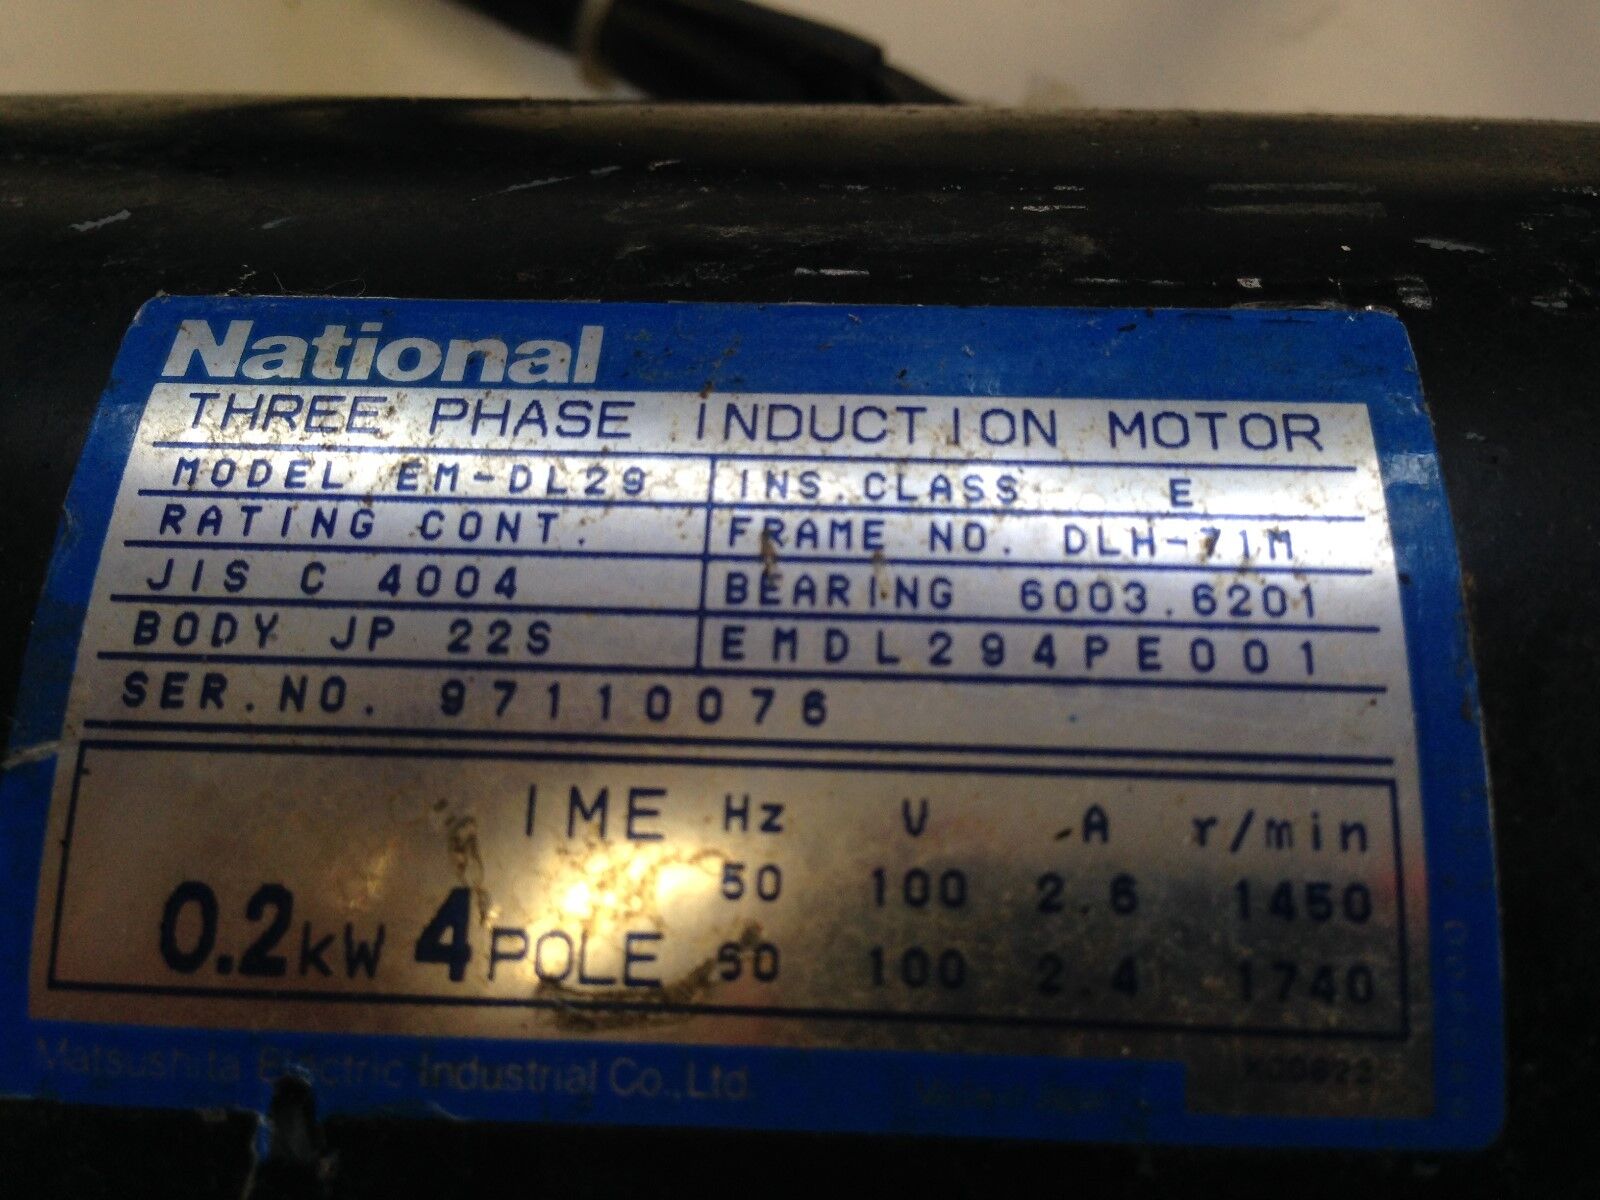 National
THREE PHASE INDUCTION MOTOR
MODEL EM-DL29 INS.CLASS E
RATING CONT. FRAME NO. DLH-71M
JIS C 4004 BEARING 6003.6201
BODY JP 22S EMDL294PE001
SER.NO. 97110076
IME Hz V A r/min
50 100 2.6 1450
0.2kW 4POLE 60 100 2.4 1740
Matsushita Electric Industrial Co.,Ltd.